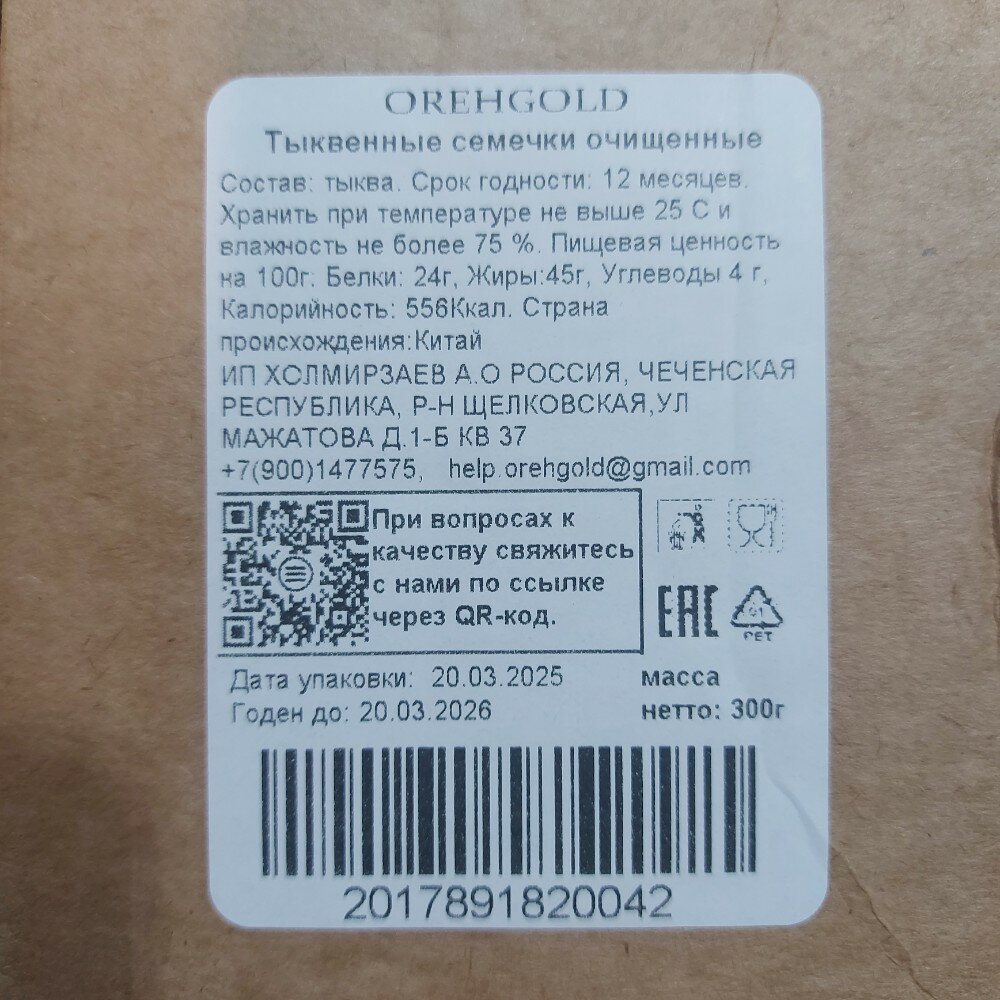 OREHGOLD
Тыквенные семечки очищенные
Состав: тыква. Срок годности: 12 месяцев.
Хранить при температуре не выше 25 С и
влажность не более 75 %. Пищевая ценность
на 100г. Белки: 24г, Жиры:45г, Углеводы 4 г,
Калорийность: 556Ккал. Страна
происхождения:Китай
ИП ХОЛМИРЗАЕВ А.О РОССИЯ, ЧЕЧЕНСКАЯ
РЕСПУБЛИКА, Р-Н ЩЕЛКОВСКАЯ,УЛ
МАЖАТОВА Д.1-Б КВ 37
+7(900)1477575, help.orehgold@gmail.com
При вопросах к
качеству свяжитесь
с нами по ссылке
через QR-код.
EAC
01
PET
Дата упаковки: 20.03.2025
Годен до: 20.03.2026
масса
нетто: 300г
2017891820042